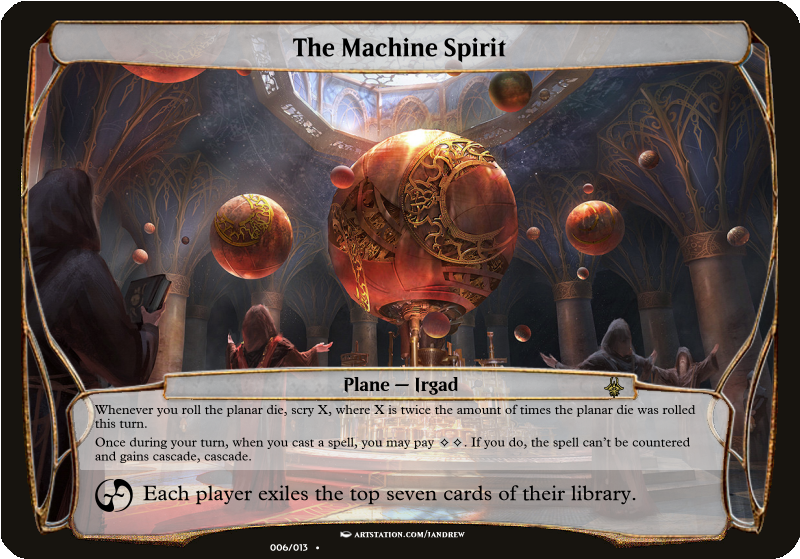 The Machine Spirit
Plane — Irgad
Whenever you roll the planar die, scry X, where X is twice the amount of times the planar die was rolled
this turn.
Once during your turn, when you cast a spell, you may pay ✧✧. If you do, the spell can't be countered
and gains cascade, cascade.
Each player exiles the top seven cards of their library.
ARTSTATION.COM/JANDREW
006/013 •